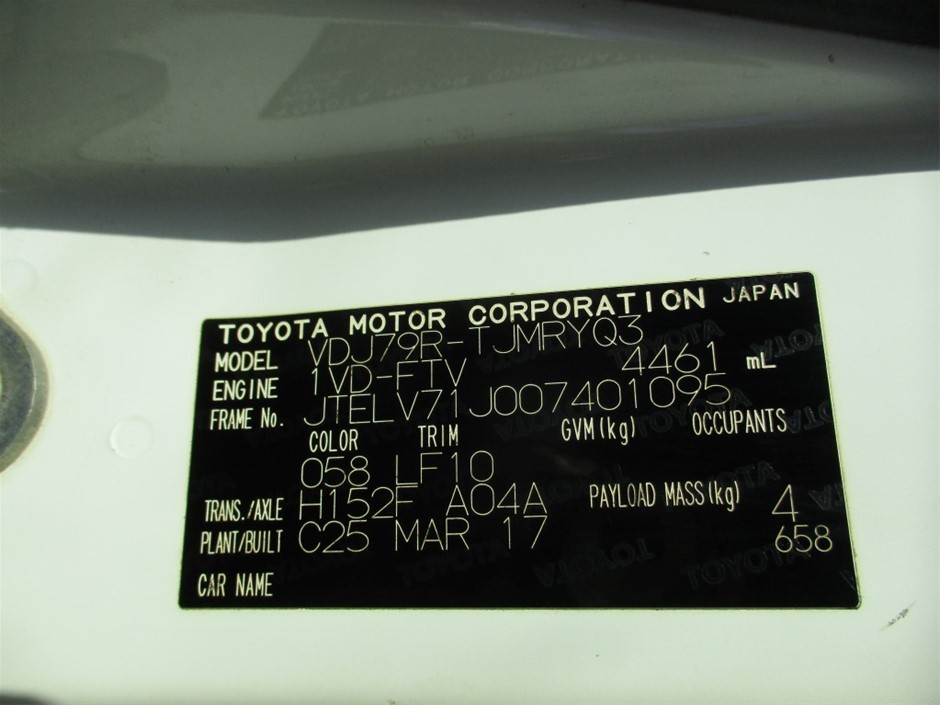 TOYOTA MOTOR CORPORATION JAPAN
MODEL VDJ79R-TJMRYQ3
ENGINE 1VD-FTV 4461 mL
FRAME No. JTELV71J007401095
COLOR TRIM GVM(kg) OCCUPANTS
058 LF10
TRANS./AXLE H152F A04A PAYLOAD MASS(kg) 4
PLANT/BUILT C25 MAR 17 658
CAR NAME